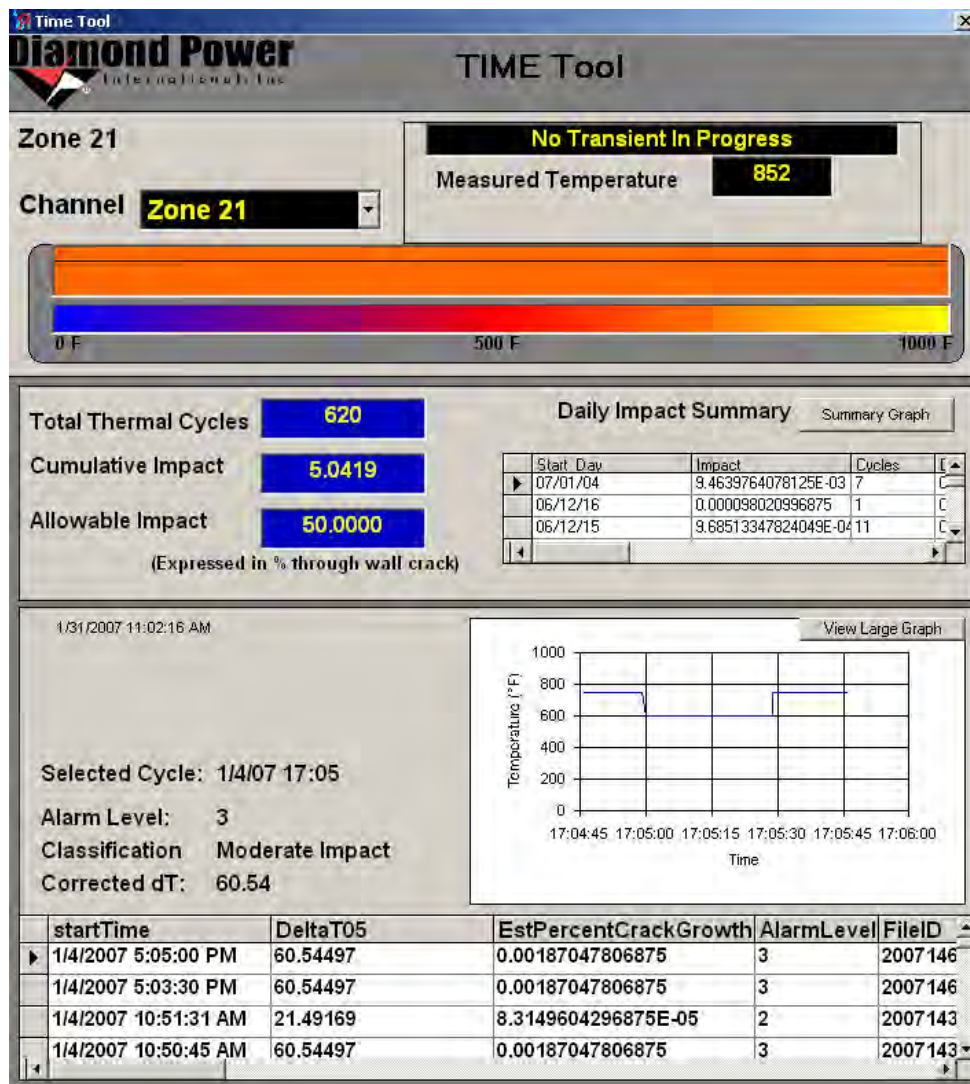 Time Tool
Diamond Power
International, Inc
TIME Tool
Zone 21
No Transient In Progress
Measured Temperature 852
Channel Zone 21
0 F 500 F 1000 F
Total Thermal Cycles 620
Daily Impact Summary Summary Graph
Cumulative Impact 5.0419
Start Day Impact Cycles
07/01/04 9.4639764078125E-03 7
06/12/16 0.000098020996875 1
06/12/15 9.68513347824049E-04 11
Allowable Impact 50.0000
(Expressed in % through wall crack)
1/31/2007 11:02:16 AM
View Large Graph
1000
800
600
400
200
0
Temperature (°F)
17:04:45 17:05:00 17:05:15 17:05:30 17:05:45 17:06:00
Time
Selected Cycle: 1/4/07 17:05
Alarm Level: 3
Classification Moderate Impact
Corrected dT: 60.54
startTime DeltaT05 EstPercentCrackGrowth AlarmLevel FileID
1/4/2007 5:05:00 PM 60.54497 0.00187047806875 3 2007146
1/4/2007 5:03:30 PM 60.54497 0.00187047806875 3 2007146
1/4/2007 10:51:31 AM 21.49169 8.3149604296875E-05 2 2007143
1/4/2007 10:50:45 AM 60.54497 0.00187047806875 3 2007143